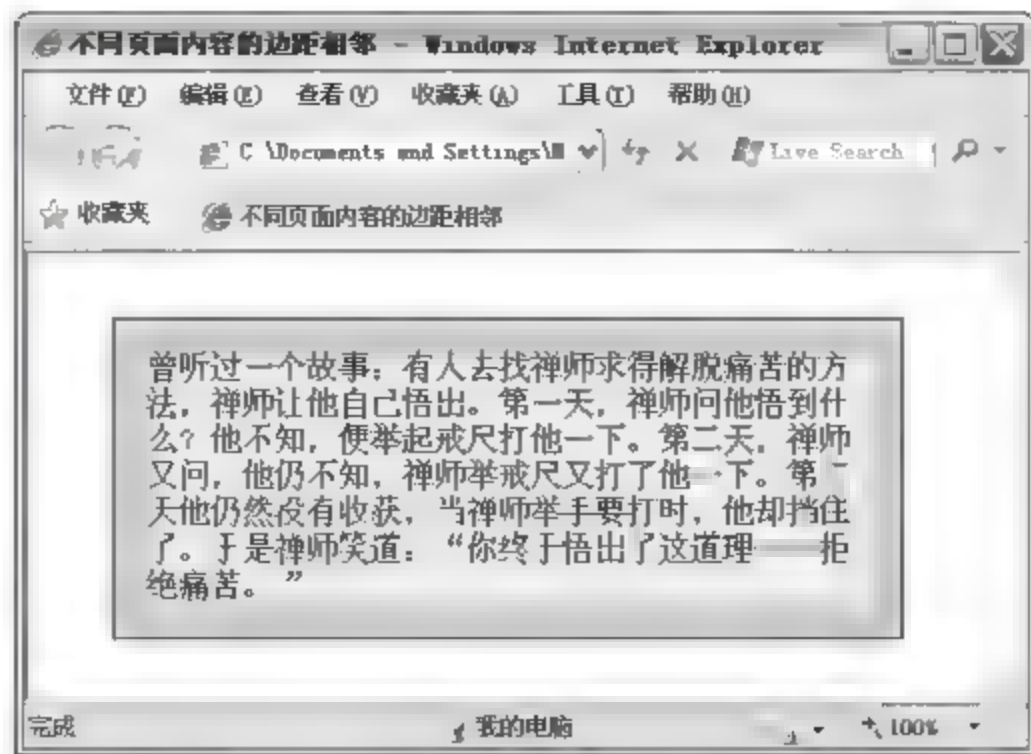 不同页面内容的边距相邻 - Windows Internet Explorer
文件(F) 编辑(E) 查看(V) 收藏夹(A) 工具(T) 帮助(H)
C \Documents and Settings\M Live Search
收藏夹 不同页面内容的边距相邻
曾听过一个故事：有人去找禅师求得解脱痛苦的方
法，禅师让他自己悟出。第一天，禅师问他悟到什
么？他不知，便举起戒尺打他一下。第二天，禅师
又问，他仍不知，禅师举戒尺又打了他一下。第
天他仍然没有收获，当禅师举手要打时，他却挡住
了。于是禅师笑道：“你终于悟出了这道理——拒
绝痛苦。”
完成 我的电脑 100%